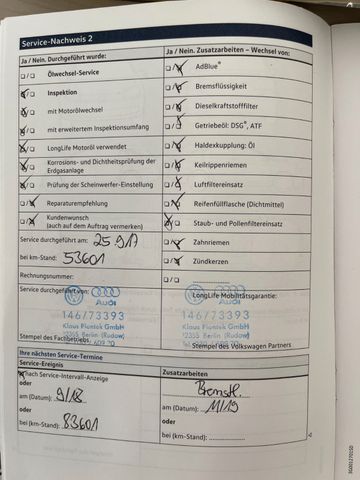 Service-Nachweis 2
Ja / Nein. Durchgeführt wurde:
Ölwechsel-Service
Inspektion
mit Motorölwechsel
mit erweitertem Inspektionsumfang
LongLife Motoröl verwendet
Korrosions- und Dichtheitsprüfung der
Erdgasanlage
Prüfung der Scheinwerfer-Einstellung
Reparaturempfehlung
Kundenwunsch
(auch auf dem Auftrag vermerken)
Service durchgeführt am: 25.9.17
bei km-Stand: 53601
Rechnungsnummer:
Service durchgeführt von:
Audi
146/73393
Klaus Piontek GmbH
12355 Berlin (Rudow)
Stempel des Fachbetriebs
Ja / Nein. Zusatzarbeiten – Wechsel von:
AdBlue®
Bremsflüssigkeit
Dieselkraftstofffilter
Getriebeöl: DSG®, ATF
Haldexkupplung: Öl
Keilrippenriemen
Luftfiltereinsatz
Reifenfüllflasche (Dichtmittel)
Staub- und Pollenfiltereinsatz
Zahnriemen
Zündkerzen
LongLife Mobilitätsgarantie:
Audi
146/73393
Klaus Piontek GmbH
12355 Berlin (Rudow)
Stempel des Volkswagen Partners
Ihre nächsten Service-Termine
Service-Ereignis
nach Service-Intervall-Anzeige
oder
am (Datum): 9/18
oder
bei (km-Stand): 83601
Zusatzarbeiten
Bremsfl.
am (Datum): 11/19
oder
bei (km-Stand):